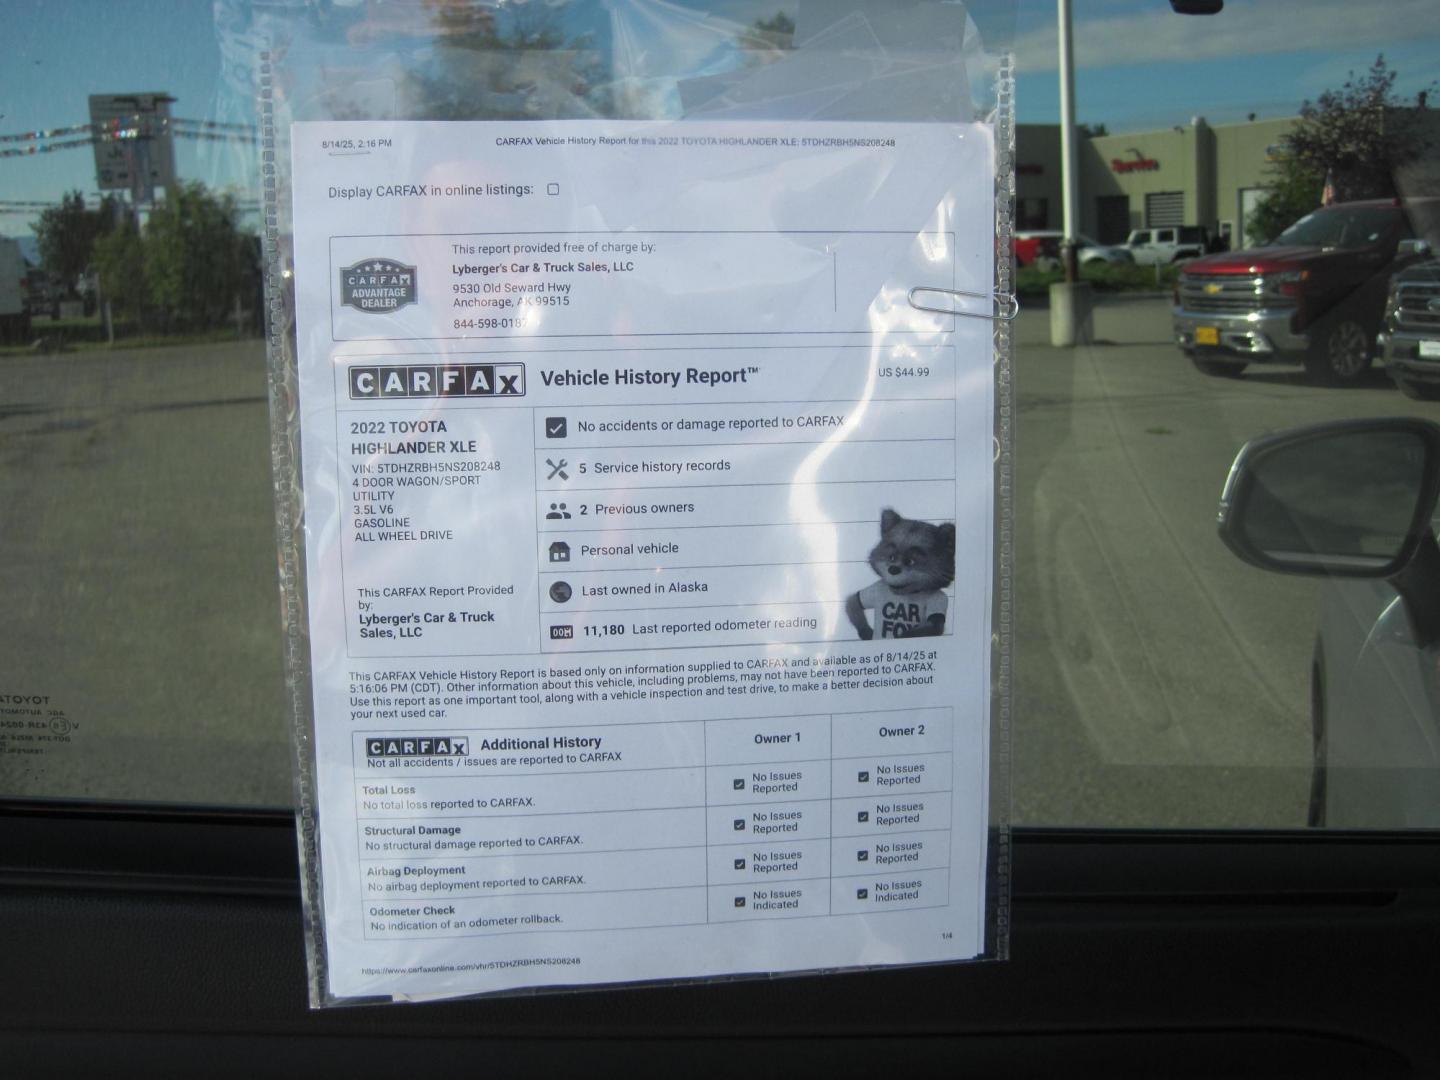 8/14/25, 2:16 PM
CARFAX Vehicle History Report for this 2022 TOYOTA HIGHLANDER XLE: 5TDHZRBH5NS208248
Display CARFAX in online listings:
CARFAX
ADVANTAGE
DEALER
This report provided free of charge by:
Lyberger's Car & Truck Sales, LLC
9530 Old Seward Hwy
Anchorage, AK 99515
844-598-0187
CARFAX Vehicle History Report™
US $44.99
2022 TOYOTA
HIGHLANDER XLE
VIN: 5TDHZRBH5NS208248
4 DOOR WAGON/SPORT
UTILITY
3.5L V6
GASOLINE
ALL WHEEL DRIVE
This CARFAX Report Provided
by:
Lyberger's Car & Truck
Sales, LLC
No accidents or damage reported to CARFAX
5 Service history records
2 Previous owners
Personal vehicle
Last owned in Alaska
11,180 Last reported odometer reading
CAR
FOX
This CARFAX Vehicle History Report is based only on information supplied to CARFAX and available as of 8/14/25 at
5:16:06 PM (CDT). Other information about this vehicle, including problems, may not have been reported to CARFAX.
Use this report as one important tool, along with a vehicle inspection and test drive, to make a better decision about
your next used car.
CARFAX Additional History
Not all accidents / issues are reported to CARFAX
Owner 1
Owner 2
Total Loss
No total loss reported to CARFAX.
No Issues
Reported
No Issues
Reported
Structural Damage
No structural damage reported to CARFAX.
No Issues
Reported
No Issues
Reported
Airbag Deployment
No airbag deployment reported to CARFAX.
No Issues
Reported
No Issues
Reported
Odometer Check
No indication of an odometer rollback.
No Issues
Indicated
No Issues
Indicated
1/4
https://www.carfaxonline.com/vhr/5TDHZRBH5NS208248
Service
TOYOTA